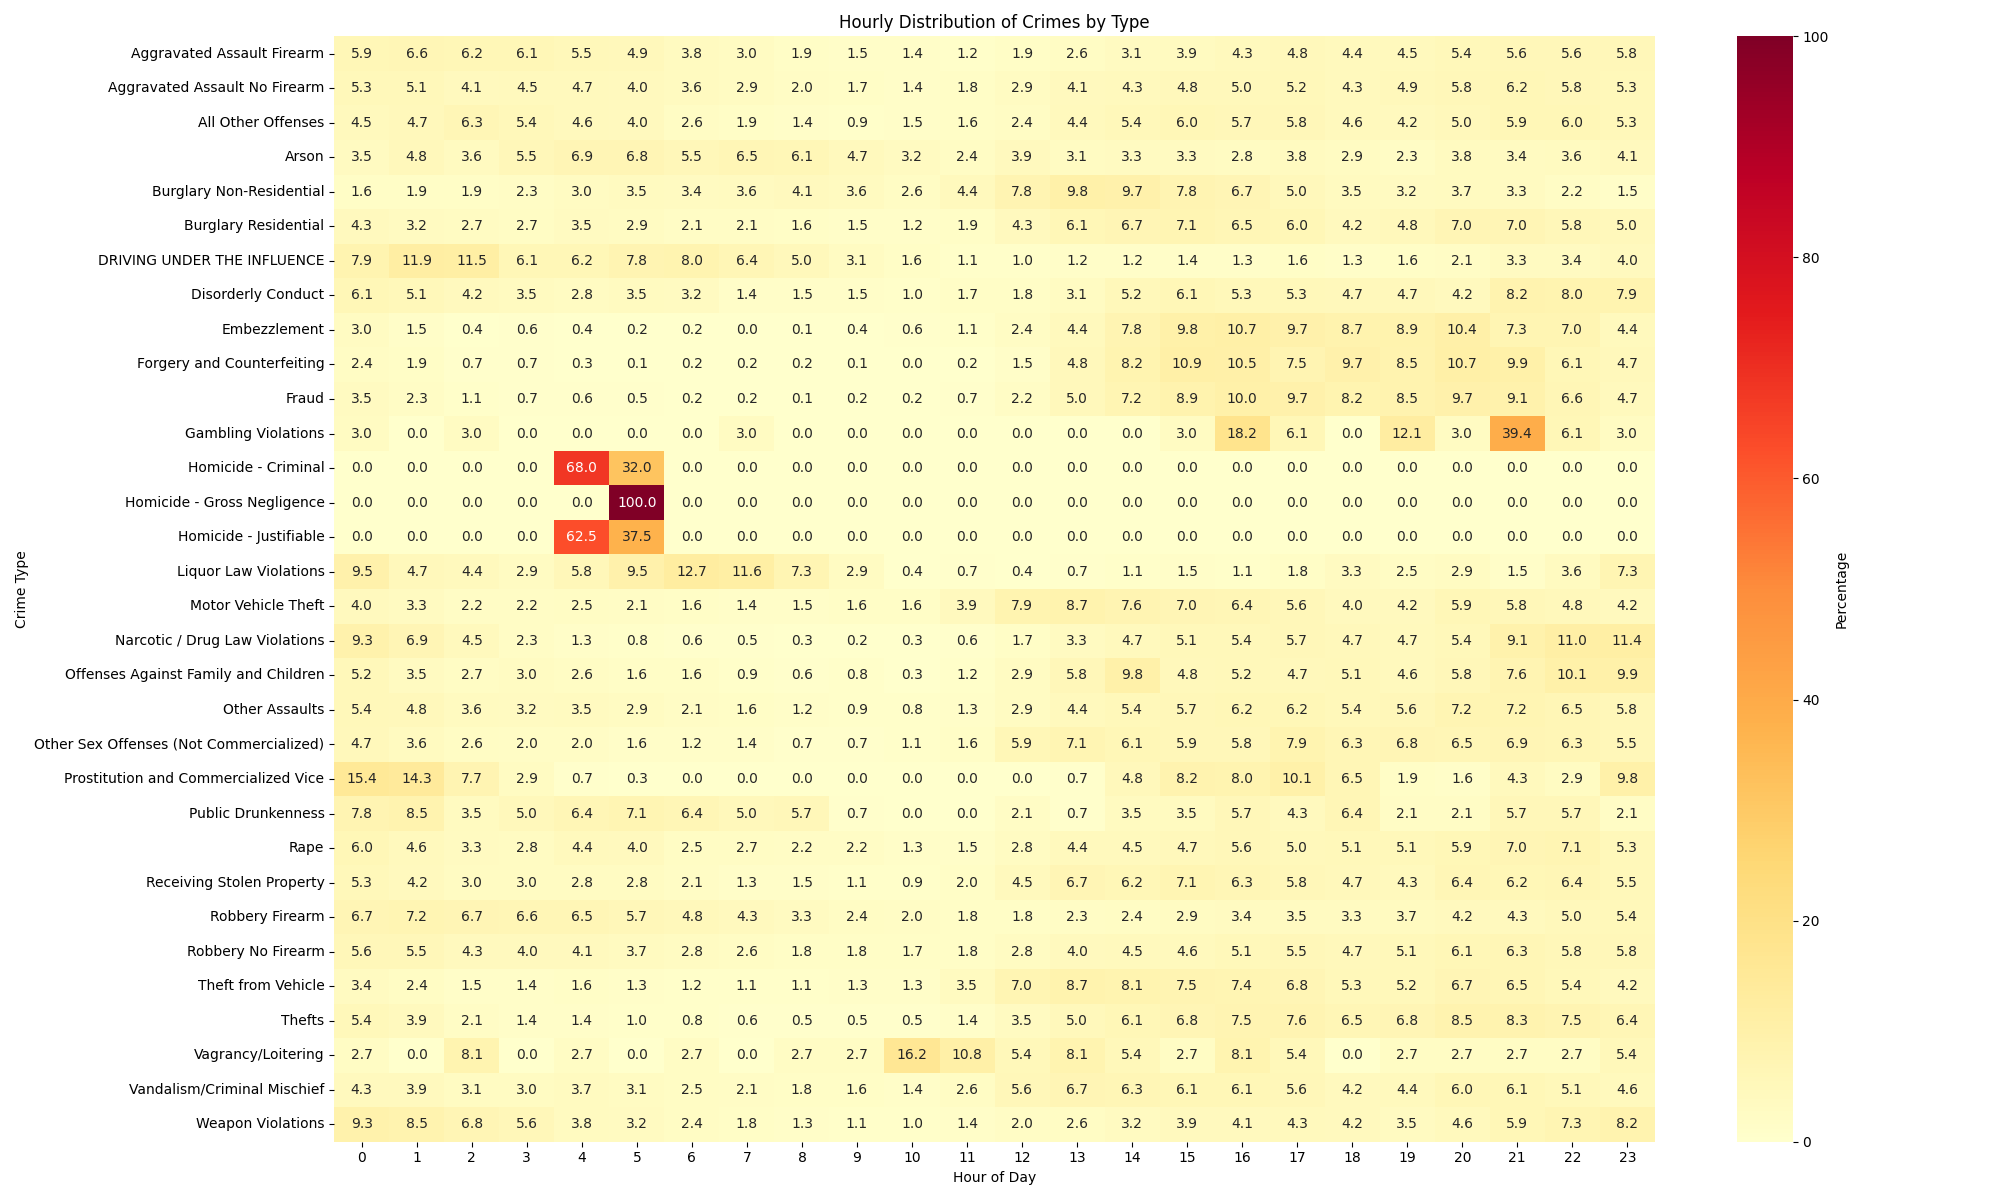 Hourly Distribution of Crimes by Type
Crime Type
Aggravated Assault Firearm 5.9 6.6 6.2 6.1 5.5 4.9 3.8 3.0 1.9 1.5 1.4 1.2 1.9 2.6 3.1 3.9 4.3 4.8 4.4 4.5 5.4 5.6 5.6 5.8
Aggravated Assault No Firearm 5.3 5.1 4.1 4.5 4.7 4.0 3.6 2.9 2.0 1.7 1.4 1.8 2.9 4.1 4.3 4.8 5.0 5.2 4.3 4.9 5.8 6.2 5.8 5.3
All Other Offenses 4.5 4.7 6.3 5.4 4.6 4.0 2.6 1.9 1.4 0.9 1.5 1.6 2.4 4.4 5.4 6.0 5.7 5.8 4.6 4.2 5.0 5.9 6.0 5.3
Arson 3.5 4.8 3.6 5.5 6.9 6.8 5.5 6.5 6.1 4.7 3.2 2.4 3.9 3.1 3.3 3.3 2.8 3.8 2.9 2.3 3.8 3.4 3.6 4.1
Burglary Non-Residential 1.6 1.9 1.9 2.3 3.0 3.5 3.4 3.6 4.1 3.6 2.6 4.4 7.8 9.8 9.7 7.8 6.7 5.0 3.5 3.2 3.7 3.3 2.2 1.5
Burglary Residential 4.3 3.2 2.7 2.7 3.5 2.9 2.1 2.1 1.6 1.5 1.2 1.9 4.3 6.1 6.7 7.1 6.5 6.0 4.2 4.8 7.0 7.0 5.8 5.0
DRIVING UNDER THE INFLUENCE 7.9 11.9 11.5 6.1 6.2 7.8 8.0 6.4 5.0 3.1 1.6 1.1 1.0 1.2 1.2 1.4 1.3 1.6 1.3 1.6 2.1 3.3 3.4 4.0
Disorderly Conduct 6.1 5.1 4.2 3.5 2.8 3.5 3.2 1.4 1.5 1.5 1.0 1.7 1.8 3.1 5.2 6.1 5.3 5.3 4.7 4.7 4.2 8.2 8.0 7.9
Embezzlement 3.0 1.5 0.4 0.6 0.4 0.2 0.2 0.0 0.1 0.4 0.6 1.1 2.4 4.4 7.8 9.8 10.7 9.7 8.7 8.9 10.4 7.3 7.0 4.4
Forgery and Counterfeiting 2.4 1.9 0.7 0.7 0.3 0.1 0.2 0.2 0.2 0.1 0.0 0.2 1.5 4.8 8.2 10.9 10.5 7.5 9.7 8.5 10.7 9.9 6.1 4.7
Fraud 3.5 2.3 1.1 0.7 0.6 0.5 0.2 0.2 0.1 0.2 0.2 0.7 2.2 5.0 7.2 8.9 10.0 9.7 8.2 8.5 9.7 9.1 6.6 4.7
Gambling Violations 3.0 0.0 3.0 0.0 0.0 0.0 0.0 3.0 0.0 0.0 0.0 0.0 0.0 0.0 0.0 3.0 18.2 6.1 0.0 12.1 3.0 39.4 6.1 3.0
Homicide - Criminal 0.0 0.0 0.0 0.0 68.0 32.0 0.0 0.0 0.0 0.0 0.0 0.0 0.0 0.0 0.0 0.0 0.0 0.0 0.0 0.0 0.0 0.0 0.0 0.0
Homicide - Gross Negligence 0.0 0.0 0.0 0.0 0.0 100.0 0.0 0.0 0.0 0.0 0.0 0.0 0.0 0.0 0.0 0.0 0.0 0.0 0.0 0.0 0.0 0.0 0.0 0.0
Homicide - Justifiable 0.0 0.0 0.0 0.0 62.5 37.5 0.0 0.0 0.0 0.0 0.0 0.0 0.0 0.0 0.0 0.0 0.0 0.0 0.0 0.0 0.0 0.0 0.0 0.0
Liquor Law Violations 9.5 4.7 4.4 2.9 5.8 9.5 12.7 11.6 7.3 2.9 0.4 0.7 0.4 0.7 1.1 1.5 1.1 1.8 3.3 2.5 2.9 1.5 3.6 7.3
Motor Vehicle Theft 4.0 3.3 2.2 2.2 2.5 2.1 1.6 1.4 1.5 1.6 1.6 3.9 7.9 8.7 7.6 7.0 6.4 5.6 4.0 4.2 5.9 5.8 4.8 4.2
Narcotic / Drug Law Violations 9.3 6.9 4.5 2.3 1.3 0.8 0.6 0.5 0.3 0.2 0.3 0.6 1.7 3.3 4.7 5.1 5.4 5.7 4.7 4.7 5.4 9.1 11.0 11.4
Offenses Against Family and Children 5.2 3.5 2.7 3.0 2.6 1.6 1.6 0.9 0.6 0.8 0.3 1.2 2.9 5.8 9.8 4.8 5.2 4.7 5.1 4.6 5.8 7.6 10.1 9.9
Other Assaults 5.4 4.8 3.6 3.2 3.5 2.9 2.1 1.6 1.2 0.9 0.8 1.3 2.9 4.4 5.4 5.7 6.2 6.2 5.4 5.6 7.2 7.2 6.5 5.8
Other Sex Offenses (Not Commercialized) 4.7 3.6 2.6 2.0 2.0 1.6 1.2 1.4 0.7 0.7 1.1 1.6 5.9 7.1 6.1 5.9 5.8 7.9 6.3 6.8 6.5 6.9 6.3 5.5
Prostitution and Commercialized Vice 15.4 14.3 7.7 2.9 0.7 0.3 0.0 0.0 0.0 0.0 0.0 0.0 0.0 0.7 4.8 8.2 8.0 10.1 6.5 1.9 1.6 4.3 2.9 9.8
Public Drunkenness 7.8 8.5 3.5 5.0 6.4 7.1 6.4 5.0 5.7 0.7 0.0 0.0 2.1 0.7 3.5 3.5 5.7 4.3 6.4 2.1 2.1 5.7 5.7 2.1
Rape 6.0 4.6 3.3 2.8 4.4 4.0 2.5 2.7 2.2 2.2 1.3 1.5 2.8 4.4 4.5 4.7 5.6 5.0 5.1 5.1 5.9 7.0 7.1 5.3
Receiving Stolen Property 5.3 4.2 3.0 3.0 2.8 2.8 2.1 1.3 1.5 1.1 0.9 2.0 4.5 6.7 6.2 7.1 6.3 5.8 4.7 4.3 6.4 6.2 6.4 5.5
Robbery Firearm 6.7 7.2 6.7 6.6 6.5 5.7 4.8 4.3 3.3 2.4 2.0 1.8 1.8 2.3 2.4 2.9 3.4 3.5 3.3 3.7 4.2 4.3 5.0 5.4
Robbery No Firearm 5.6 5.5 4.3 4.0 4.1 3.7 2.8 2.6 1.8 1.8 1.7 1.8 2.8 4.0 4.5 4.6 5.1 5.5 4.7 5.1 6.1 6.3 5.8 5.8
Theft from Vehicle 3.4 2.4 1.5 1.4 1.6 1.3 1.2 1.1 1.1 1.3 1.3 3.5 7.0 8.7 8.1 7.5 7.4 6.8 5.3 5.2 6.7 6.5 5.4 4.2
Thefts 5.4 3.9 2.1 1.4 1.4 1.0 0.8 0.6 0.5 0.5 0.5 1.4 3.5 5.0 6.1 6.8 7.5 7.6 6.5 6.8 8.5 8.3 7.5 6.4
Vagrancy/Loitering 2.7 0.0 8.1 0.0 2.7 0.0 2.7 0.0 2.7 2.7 16.2 10.8 5.4 8.1 5.4 2.7 8.1 5.4 0.0 2.7 2.7 2.7 2.7 5.4
Vandalism/Criminal Mischief 4.3 3.9 3.1 3.0 3.7 3.1 2.5 2.1 1.8 1.6 1.4 2.6 5.6 6.7 6.3 6.1 6.1 5.6 4.2 4.4 6.0 6.1 5.1 4.6
Weapon Violations 9.3 8.5 6.8 5.6 3.8 3.2 2.4 1.8 1.3 1.1 1.0 1.4 2.0 2.6 3.2 3.9 4.1 4.3 4.2 3.5 4.6 5.9 7.3 8.2
0 1 2 3 4 5 6 7 8 9 10 11 12 13 14 15 16 17 18 19 20 21 22 23
Hour of Day
100
80
60
40
20
0
Percentage